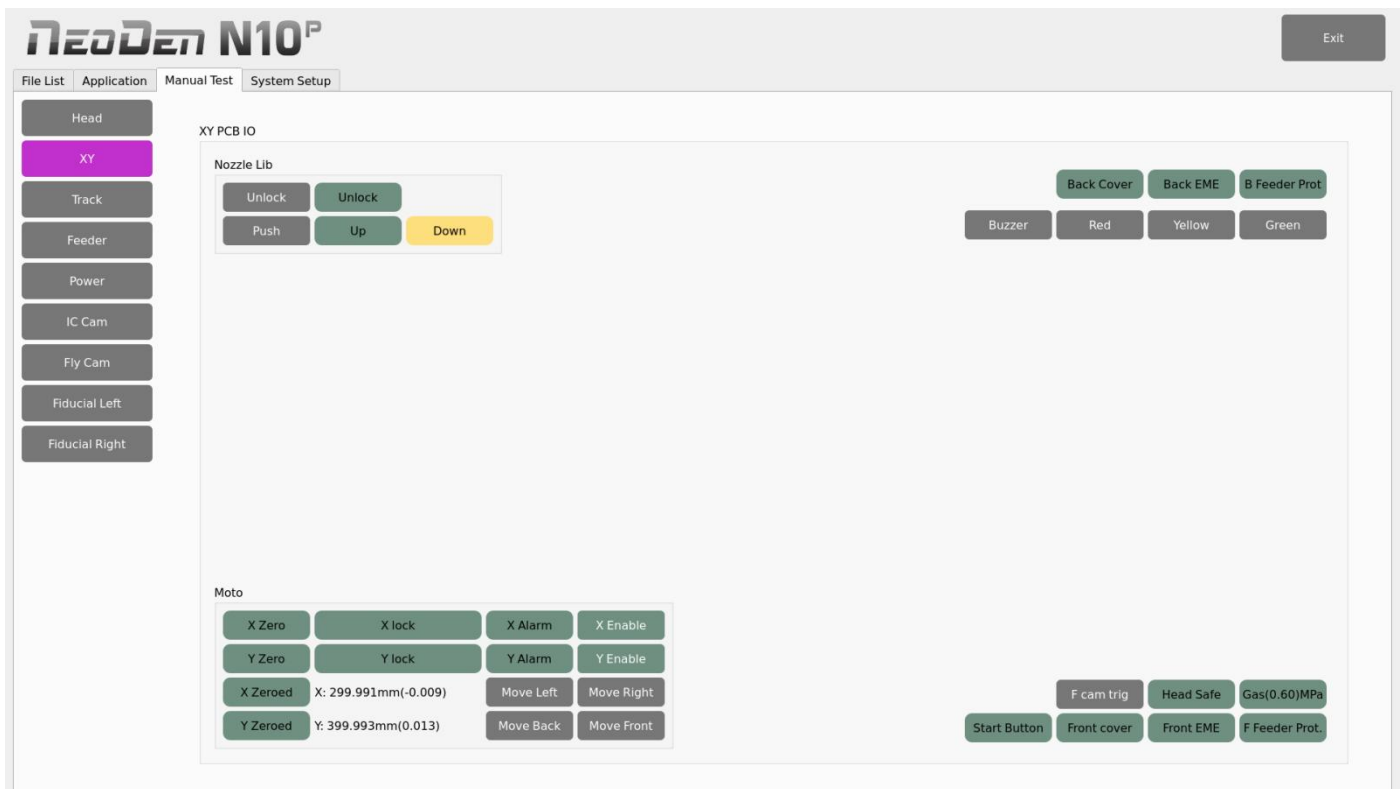 NeoDen N10P
Exit
File List Application Manual Test System Setup
Head
XY
Track
Feeder
Power
IC Cam
Fly Cam
Fiducial Left
Fiducial Right
XY PCB IO
Nozzle Lib
Unlock Unlock
Push Up Down
Back Cover Back EME B Feeder Prot
Buzzer Red Yellow Green
Moto
X Zero X lock X Alarm X Enable
Y Zero Y lock Y Alarm Y Enable
X Zeroed X: 299.991mm(-0.009) Move Left Move Right
Y Zeroed Y: 399.993mm(0.013) Move Back Move Front
F cam trig Head Safe Gas(0.60)MPa
Start Button Front cover Front EME F Feeder Prot.